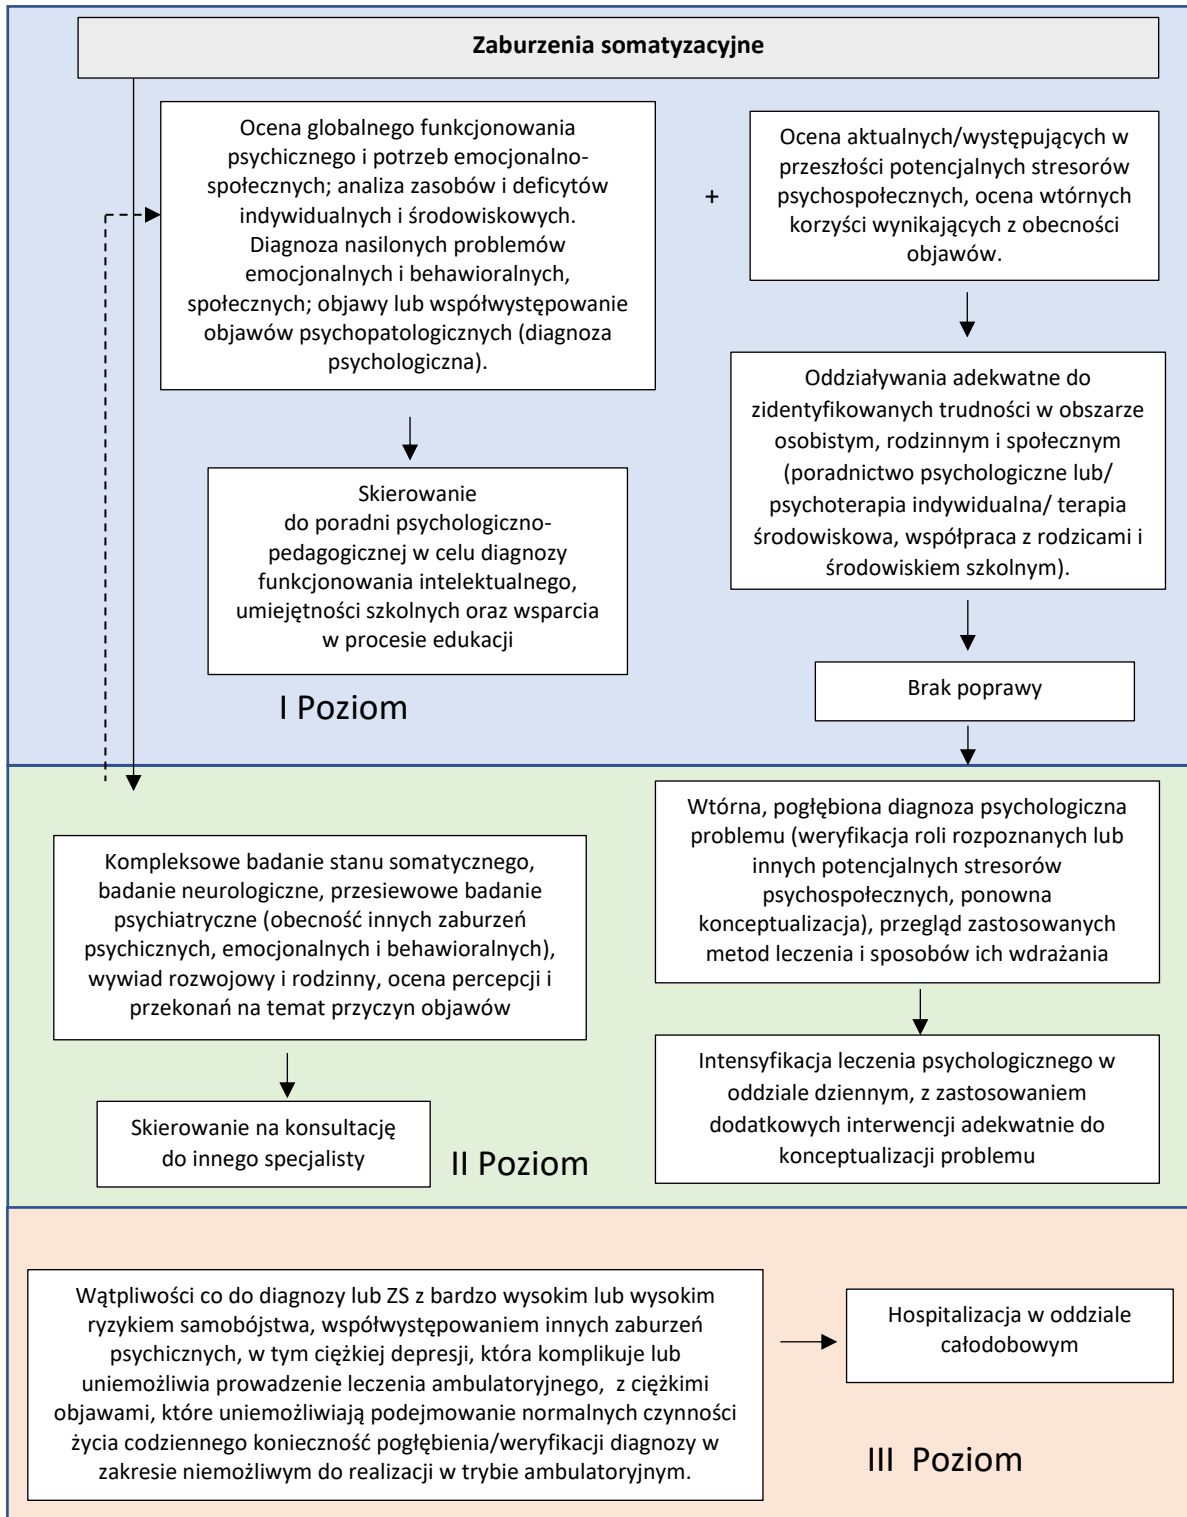 Zaburzenia somatyzacyjne
Ocena globalnego funkcjonowania
psychicznego i potrzeb emocjonalno-
społecznych; analiza zasobów i deficytów
indywidualnych i środowiskowych.
Diagnoza nasilonych problemów
emocjonalnych i behawioralnych,
społecznych; objawy lub współwystępowanie
objawów psychopatologicznych (diagnoza
psychologiczna).
+
Ocena aktualnych/występujących w
przeszłości potencjalnych stresorów
psychospołecznych, ocena wtórnych
korzyści wynikających z obecności
objawów.
Skierowanie
do poradni psychologiczno-
pedagogicznej w celu diagnozy
funkcjonowania intelektualnego,
umiejętności szkolnych oraz wsparcia
w procesie edukacji
Oddziaływania adekwatne do
zidentyfikowanych trudności w obszarze
osobistym, rodzinnym i społecznym
(poradnictwo psychologiczne lub/
psychoterapia indywidualna/ terapia
środowiskowa, współpraca z rodzicami i
środowiskiem szkolnym).
Brak poprawy
I Poziom
Kompleksowe badanie stanu somatycznego,
badanie neurologiczne, przesiewowe badanie
psychiatryczne (obecność innych zaburzeń
psychicznych, emocjonalnych i behawioralnych),
wywiad rozwojowy i rodzinny, ocena percepcji i
przekonań na temat przyczyn objawów
Skierowanie na konsultację
do innego specjalisty
Wtórna, pogłębiona diagnoza psychologiczna
problemu (weryfikacja roli rozpoznanych lub
innych potencjalnych stresorów
psychospołecznych, ponowna
konceptualizacja), przegląd zastosowanych
metod leczenia i sposobów ich wdrażania
Intensyfikacja leczenia psychologicznego w
oddziale dziennym, z zastosowaniem
dodatkowych interwencji adekwatnie do
konceptualizacji problemu
II Poziom
Wątpliwości co do diagnozy lub ZS z bardzo wysokim lub wysokim
ryzykiem samobójstwa, współwystępowaniem innych zaburzeń
psychicznych, w tym ciężkiej depresji, która komplikuje lub
uniemożliwia prowadzenie leczenia ambulatoryjnego, z ciężkimi
objawami, które uniemożliwiają podejmowanie normalnych czynności
życia codziennego konieczność pogłębienia/weryfikacji diagnozy w
zakresie niemożliwym do realizacji w trybie ambulatoryjnym.
Hospitalizacja w oddziale
całodobowym
III Poziom